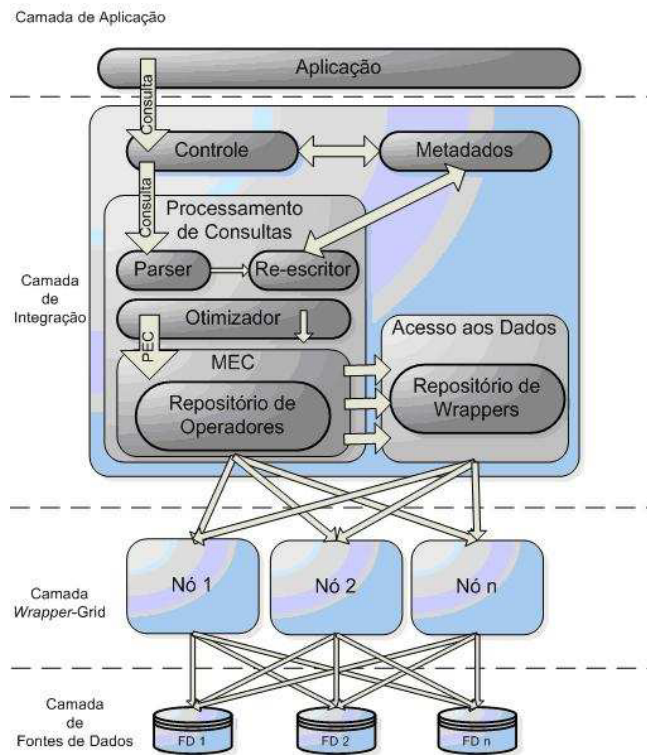 Camada de Aplicação
Aplicação
Consulta
Controle
Metadados
Consulta
Processamento
de Consultas
Parser
Re-escritor
Camada
de
Integração
Otimizador
PEC
Acesso aos Dados
MEC
Repositório de
Operadores
Repositório de
Wrappers
Nó 1
Nó 2
Nó n
Camada
Wrapper-Grid
Camada
de
Fontes de Dados
FD 1
FD 2
FD n